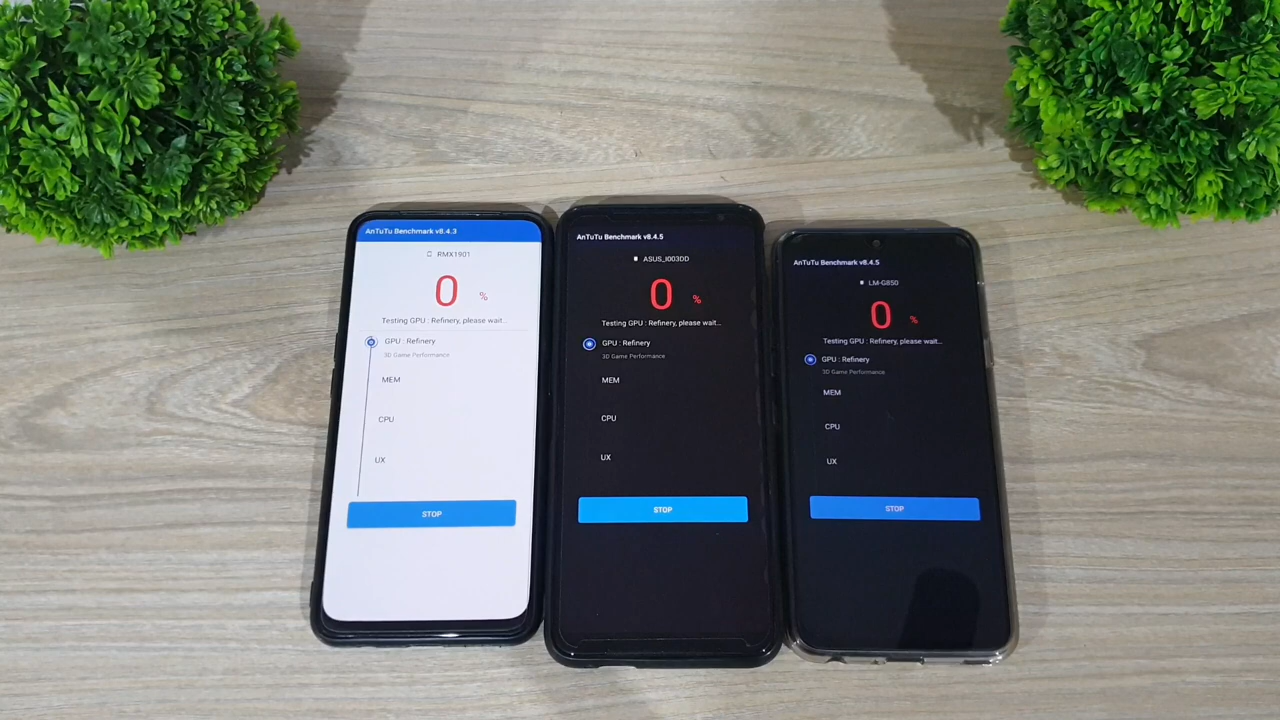 AnTuTu Benchmark v8.4.3
RMX1901
0 %
Testing GPU : Refinery, please wait...
GPU : Refinery
3D Game Performance
MEM
CPU
UX
STOP
AnTuTu Benchmark v8.4.5
ASUS_I003DD
0 %
Testing GPU : Refinery, please wait...
GPU : Refinery
3D Game Performance
MEM
CPU
UX
STOP
AnTuTu Benchmark v8.4.5
LM-G850
0 %
Testing GPU : Refinery, please wait...
GPU : Refinery
3D Game Performance
MEM
CPU
UX
STOP